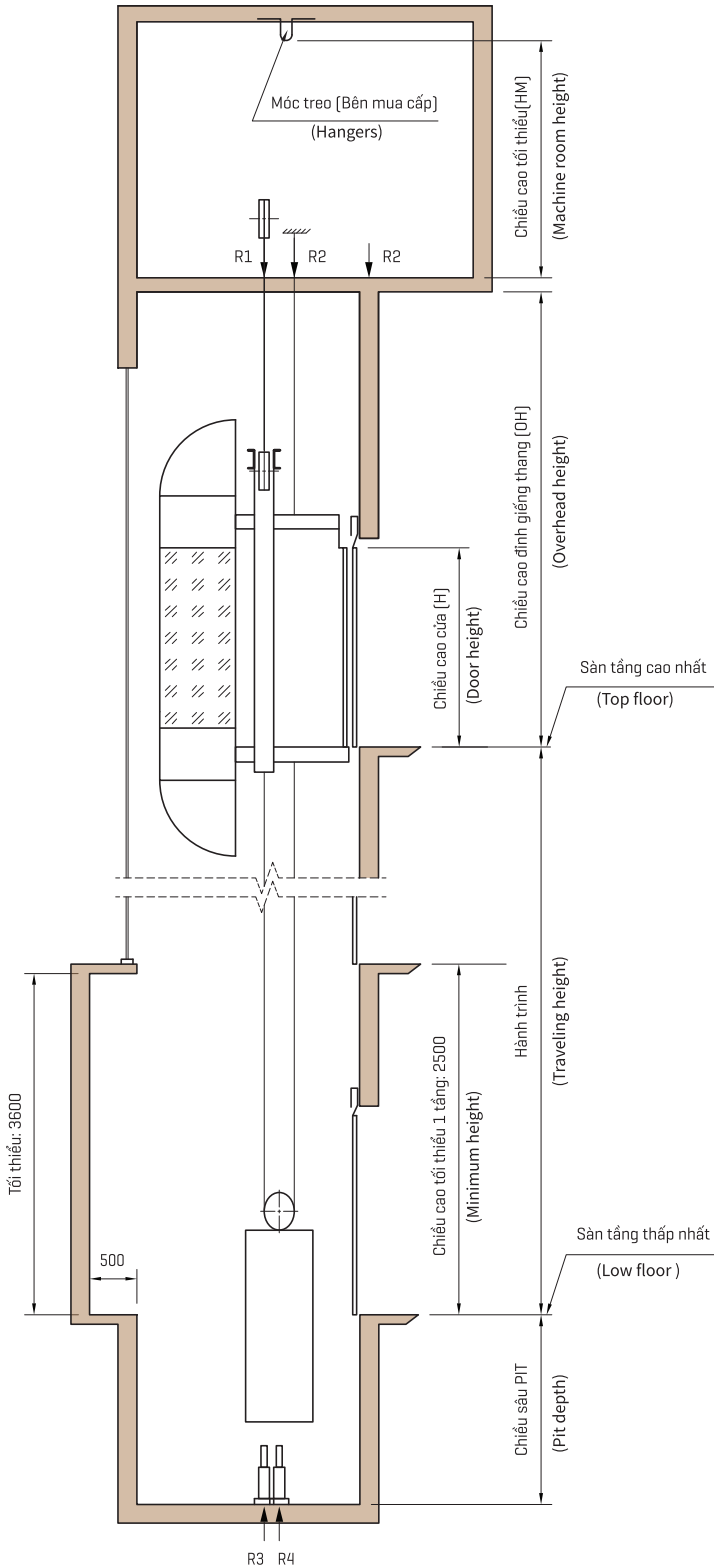 Móc treo (Bên mua cấp)
(Hangers)
Chiều cao tối thiểu(HM)
(Machine room height)
R1
R2
R2
Chiều cao đỉnh giếng thang (OH)
(Overhead height)
Chiều cao cửa (H)
(Door height)
Sàn tầng cao nhất
(Top floor)
Hành trình
(Traveling height)
Chiều cao tối thiểu 1 tầng: 2500
(Minimum height)
Tối thiểu: 3600
500
Sàn tầng thấp nhất
(Low floor )
Chiều sâu PIT
(Pit depth)
R3
R4